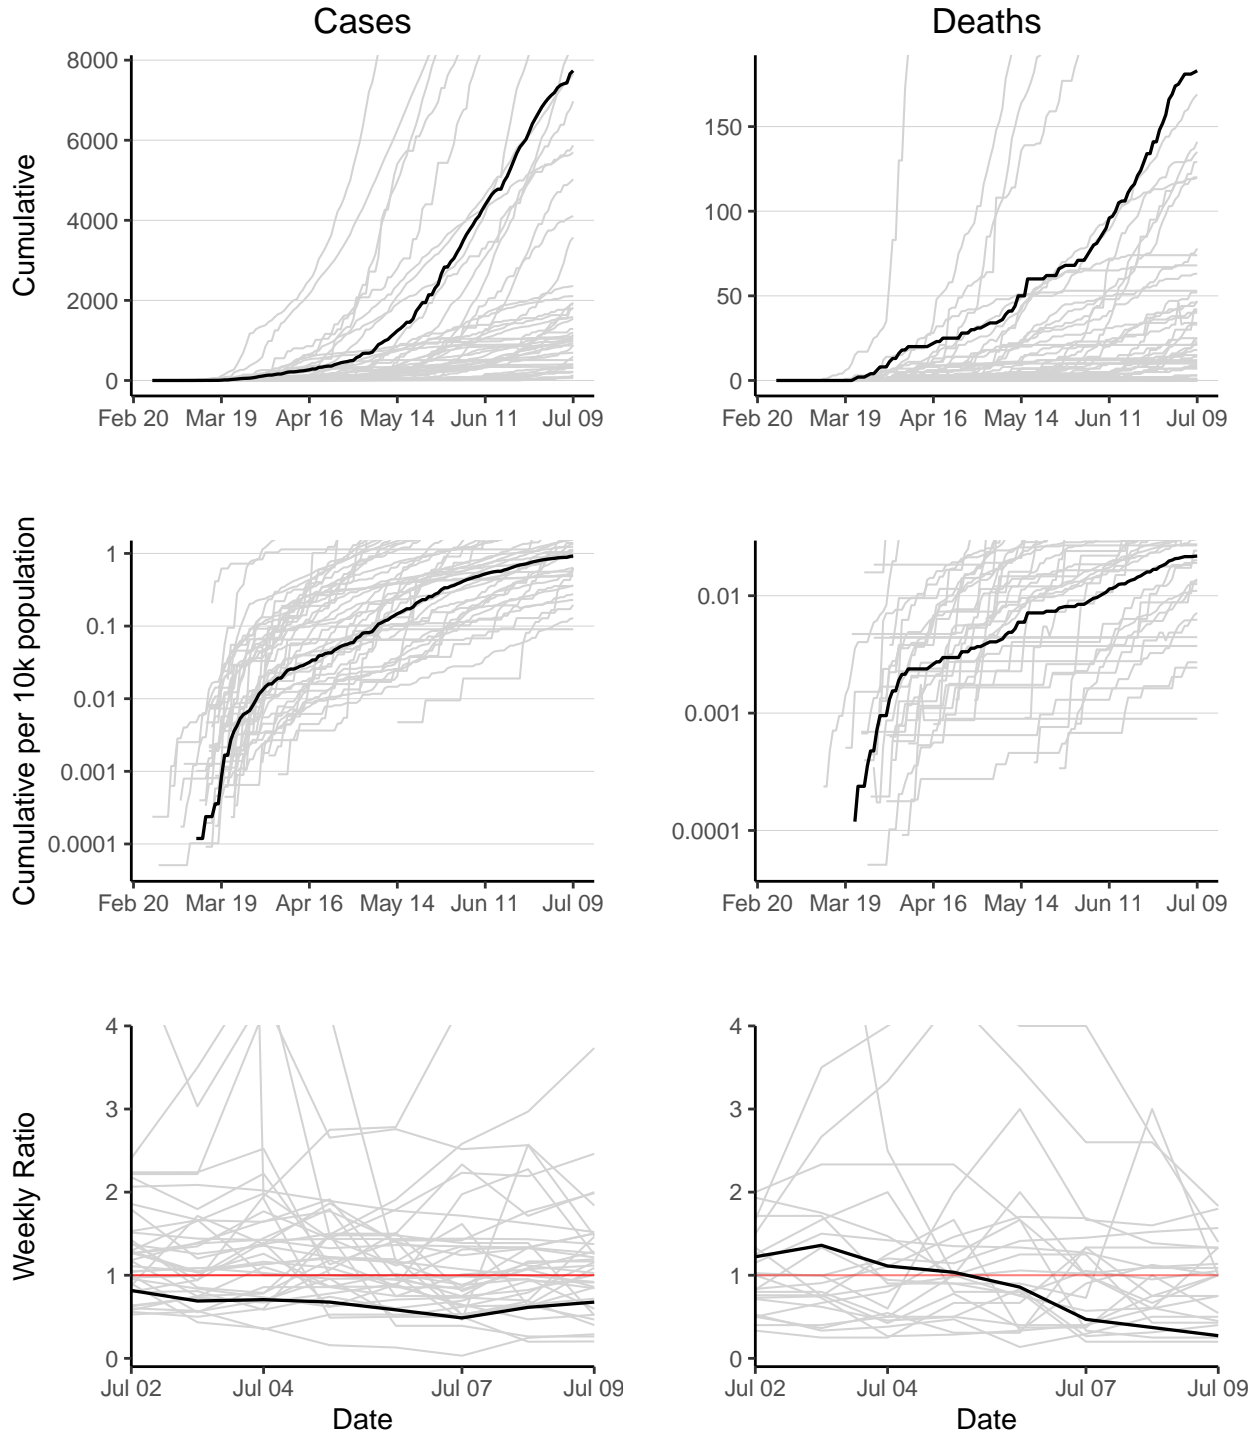 Cases
Deaths
Cumulative
8000
6000
4000
2000
0
Feb 20 Mar 19 Apr 16 May 14 Jun 11 Jul 09
150
100
50
0
Feb 20 Mar 19 Apr 16 May 14 Jun 11 Jul 09
Cumulative per 10k population
1
0.1
0.01
0.001
0.0001
Feb 20 Mar 19 Apr 16 May 14 Jun 11 Jul 09
0.01
0.001
0.0001
Feb 20 Mar 19 Apr 16 May 14 Jun 11 Jul 09
Weekly Ratio
4
3
2
1
0
Jul 02 Jul 04 Jul 07 Jul 09
Date
4
3
2
1
0
Jul 02 Jul 04 Jul 07 Jul 09
Date